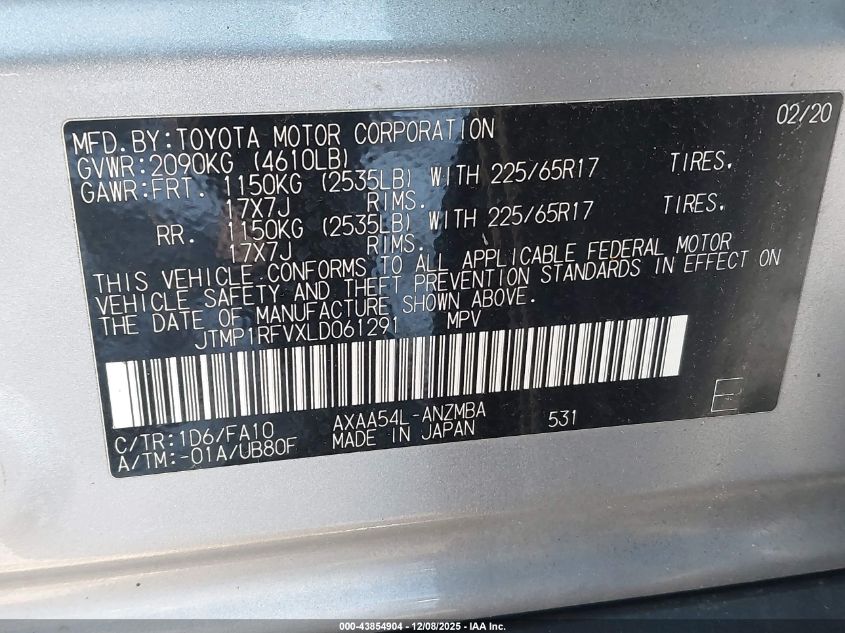 02/20
MFD. BY: TOYOTA MOTOR CORPORATION
GVWR: 2090KG (4610LB)
GAWR: FRT. 1150KG (2535LB) WITH 225/65R17 TIRES,
17X7J RIMS.
RR. 1150KG (2535LB) WITH 225/65R17 TIRES,
17X7J RIMS.
THIS VEHICLE CONFORMS TO ALL APPLICABLE FEDERAL MOTOR
VEHICLE SAFETY AND THEFT PREVENTION STANDARDS IN EFFECT ON
THE DATE OF MANUFACTURE SHOWN ABOVE.
JTMP1RFVXLD061291 MPV
C/TR: 1D6/FA10 AXAA54L-ANZMBA 531 E
A/TM: -01A/UB80F MADE IN JAPAN
000-43854904 - 12/08/2025 - IAA Inc.